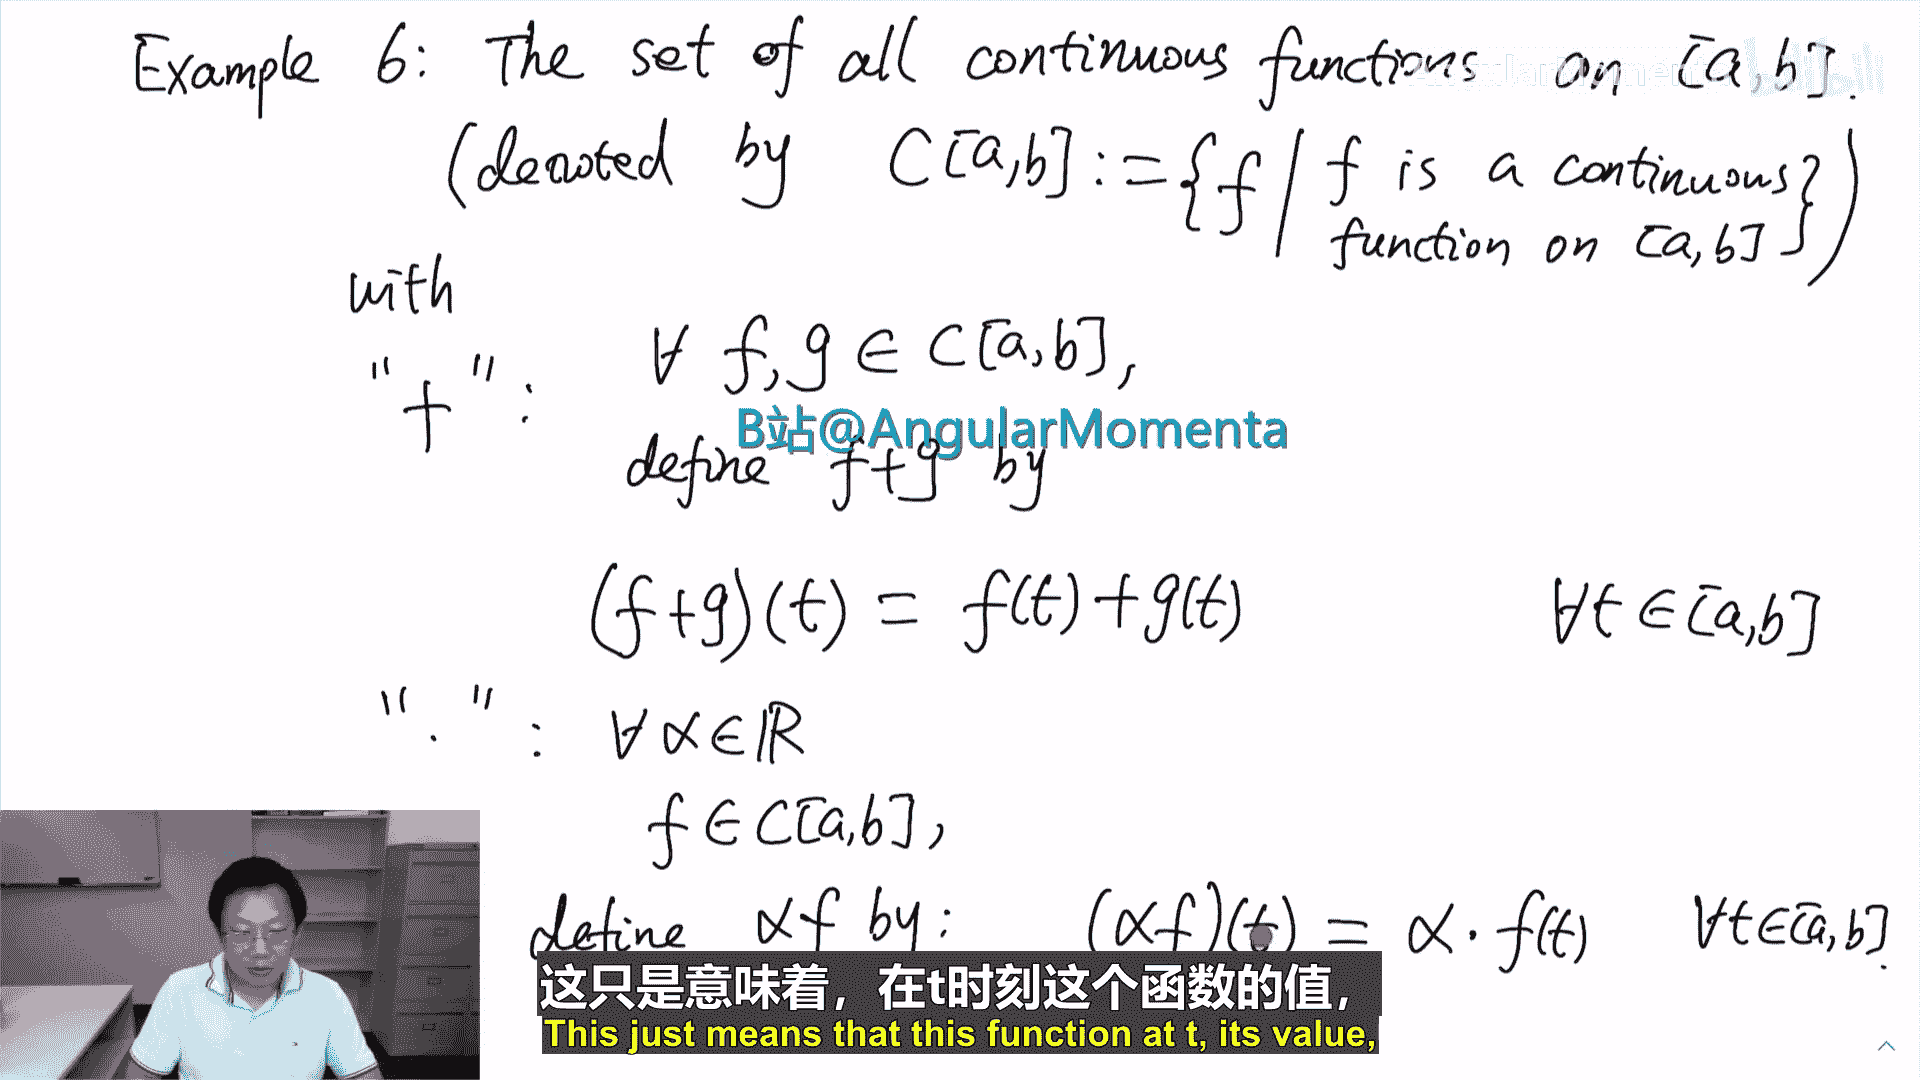 Example 6: The set of all continuous functions on [a,b].
(denoted by C[a,b] := {f | f is a continuous
function on [a,b]})
with
"+": ∀ f,g ∈ C[a,b],
B站@AngularMomenta
define f+g by
(f+g)(t) = f(t)+g(t) ∀t ∈ [a,b]
"·": ∀ α ∈ ℝ
f ∈ C[a,b],
define αf by: (αf)(t) = α·f(t) ∀t∈[a,b].
这只是意味着，在t时刻这个函数的值，
This just means that this function at t, its value,